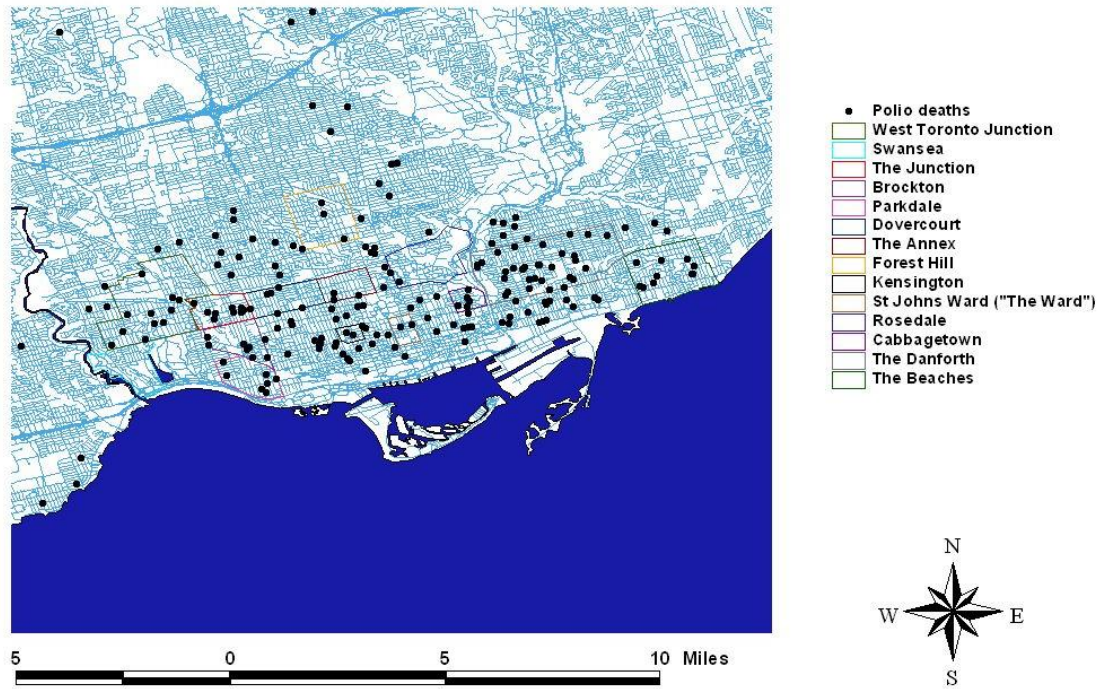 Polio deaths
West Toronto Junction
Swansea
The Junction
Brockton
Parkdale
Dovercourt
The Annex
Forest Hill
Kensington
St Johns Ward ("The Ward")
Rosedale
Cabbagetown
The Danforth
The Beaches
N
W E
S
5 0 5 10 Miles